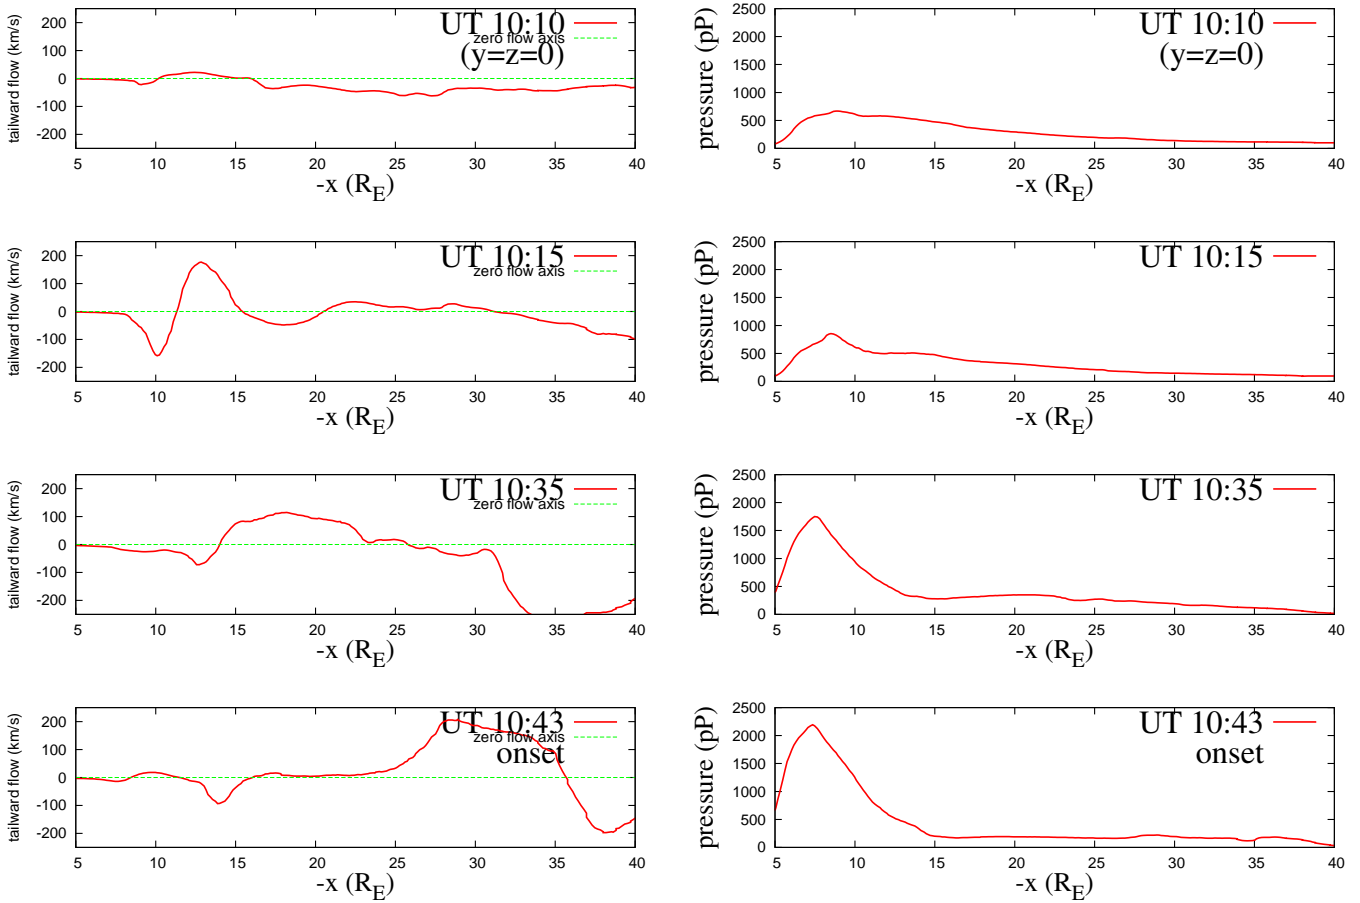 tailward flow (km/s)
200
100
0
-100
-200
UT 10:10
zero flow axis
(y=z=0)
5 10 15 20 25 30 35 40
-x (R_E)
pressure (pP)
2500
2000
1500
1000
500
0
UT 10:10
(y=z=0)
5 10 15 20 25 30 35 40
-x (R_E)
tailward flow (km/s)
200
100
0
-100
-200
UT 10:15
zero flow axis
5 10 15 20 25 30 35 40
-x (R_E)
pressure (pP)
2500
2000
1500
1000
500
0
UT 10:15
5 10 15 20 25 30 35 40
-x (R_E)
tailward flow (km/s)
200
100
0
-100
-200
UT 10:35
zero flow axis
5 10 15 20 25 30 35 40
-x (R_E)
pressure (pP)
2500
2000
1500
1000
500
0
UT 10:35
5 10 15 20 25 30 35 40
-x (R_E)
tailward flow (km/s)
200
100
0
-100
-200
UT 10:43
zero flow axis
onset
5 10 15 20 25 30 35 40
-x (R_E)
pressure (pP)
2500
2000
1500
1000
500
0
UT 10:43
onset
5 10 15 20 25 30 35 40
-x (R_E)